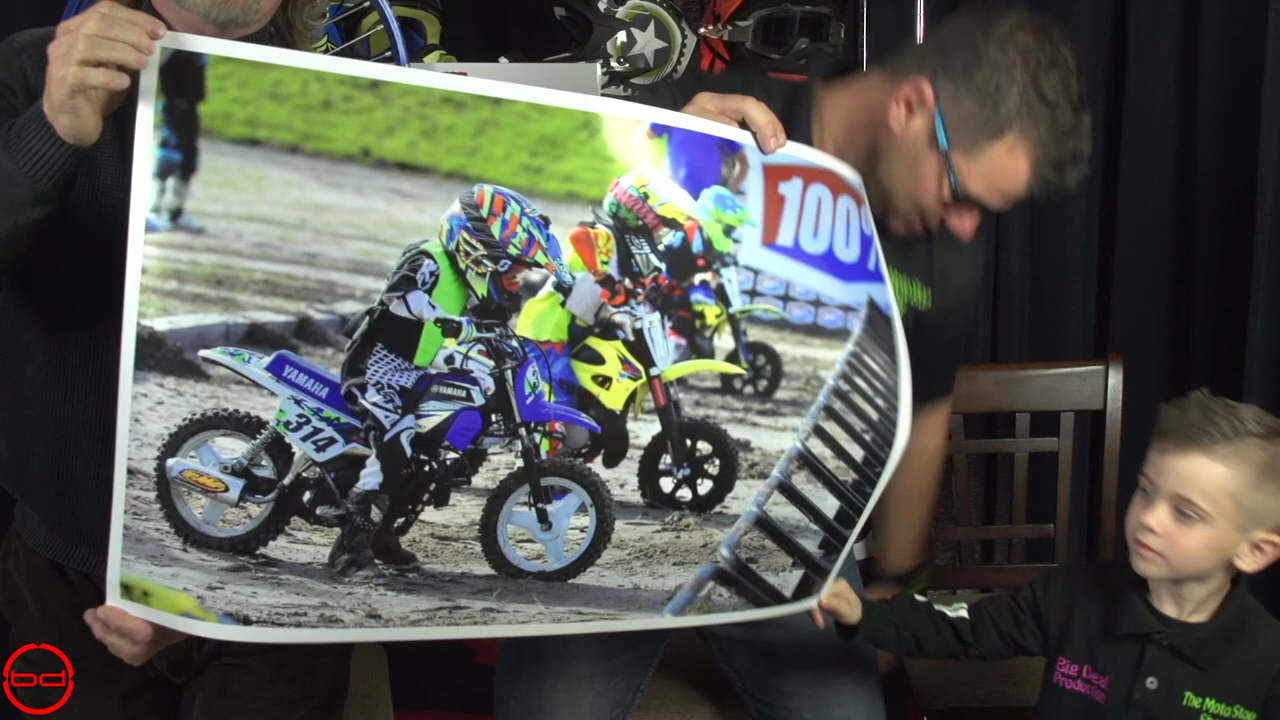 100%
YAMAHA
YAMAHA
314
FMF
bd
Big Deal
Productions
The Moto Stop